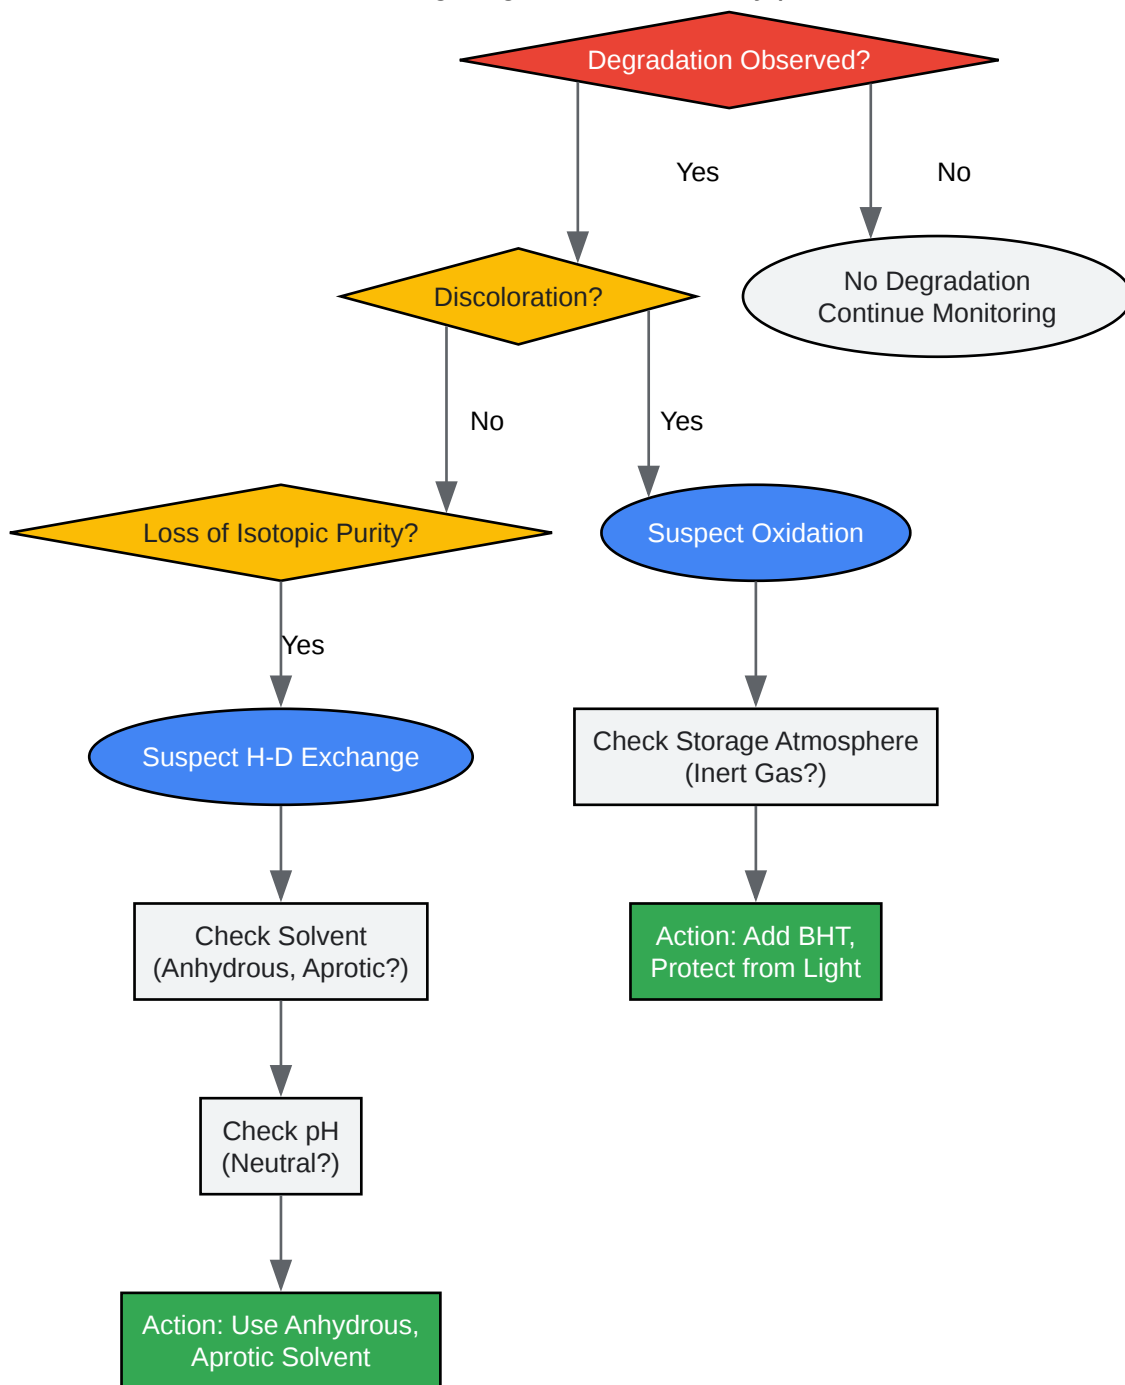 Degradation Observed?
Yes
No
Discoloration?
No Degradation
Continue Monitoring
No
Yes
Loss of Isotopic Purity?
Suspect Oxidation
Yes
Suspect H-D Exchange
Check Storage Atmosphere
(Inert Gas?)
Check Solvent
(Anhydrous, Aprotic?)
Action: Add BHT,
Protect from Light
Check pH
(Neutral?)
Action: Use Anhydrous,
Aprotic Solvent